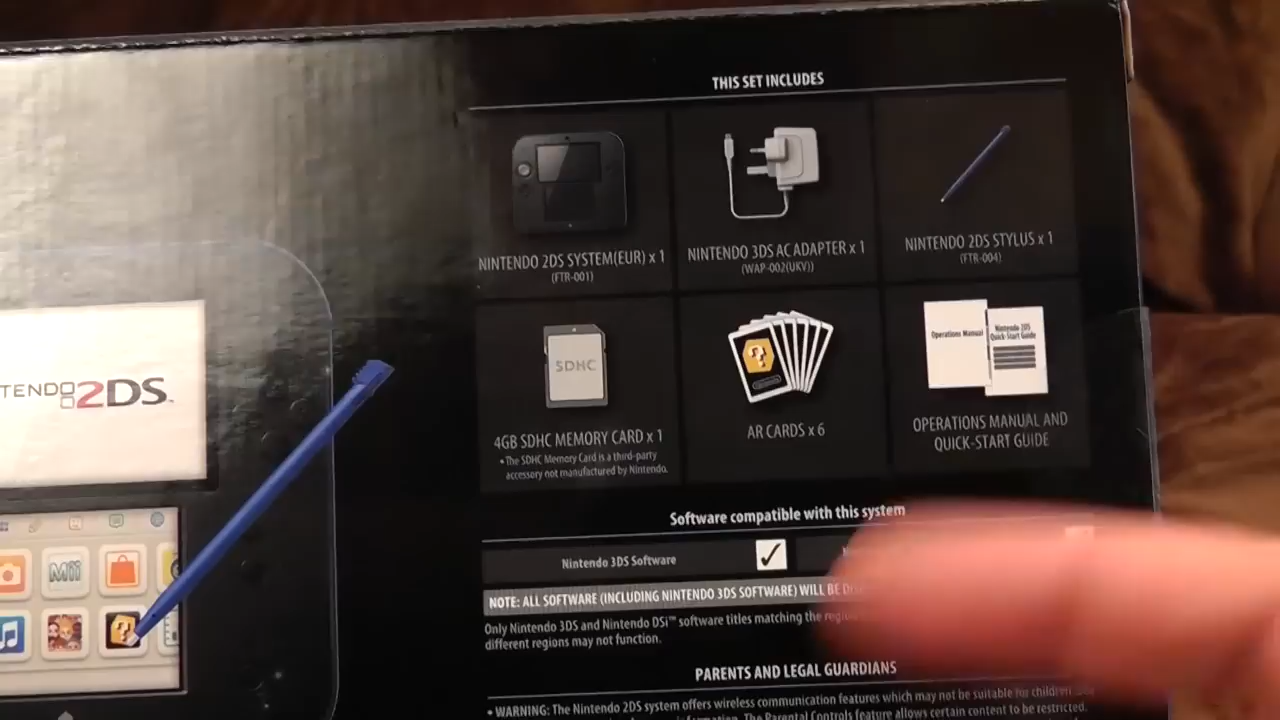 THIS SET INCLUDES
NINTENDO 2DS SYSTEM(EUR) x 1
(FTR-001)
NINTENDO 3DS AC ADAPTER x 1
(WAP-002(UKV))
NINTENDO 2DS STYLUS x 1
(FTR-004)
SDHC
4GB SDHC MEMORY CARD x 1
• The SDHC Memory Card is a third-party
accessory not manufactured by Nintendo.
?
Nintendo
AR CARDS x 6
Operations Manual
Nintendo 2DS
Quick-Start Guide
OPERATIONS MANUAL AND
QUICK-START GUIDE
TENDO 2DS™
Mii
?
Software compatible with this system
Nintendo 3DS Software ✓
NOTE: ALL SOFTWARE (INCLUDING NINTENDO 3DS SOFTWARE) WILL BE
Only Nintendo 3DS and Nintendo DSi™ software titles matching the
different regions may not function.
PARENTS AND LEGAL GUARDIANS
• WARNING: The Nintendo 2DS system offers wireless communication features which may not be suitable for children
information. The Parental Controls feature allows certain content to be restricted.